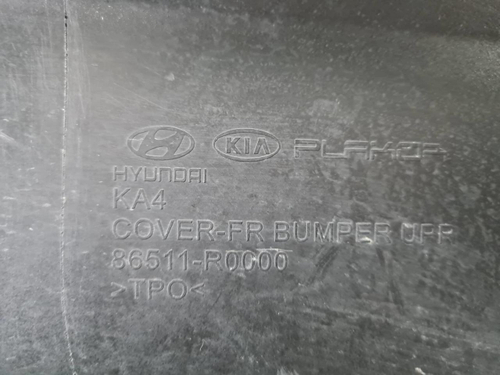 KIA PLAKOR
HYUNDAI
KA4
COVER-FR BUMPER UPR
86511-R0000
>TPO<